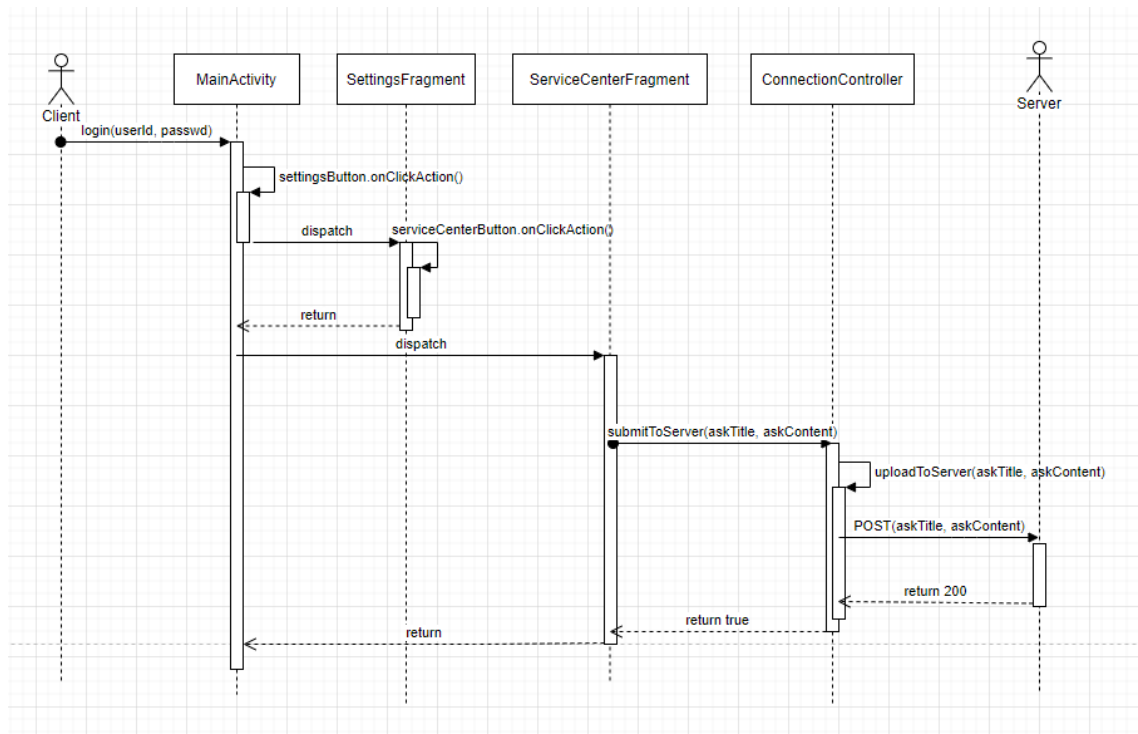 MainActivity
SettingsFragment
ServiceCenterFragment
ConnectionController
Client
Server
login(userId, passwd)
settingsButton.onClickAction()
dispatch
serviceCenterButton.onClickAction()
return
dispatch
submitToServer(askTitle, askContent)
uploadToServer(askTitle, askContent)
POST(askTitle, askContent)
return 200
return true
return